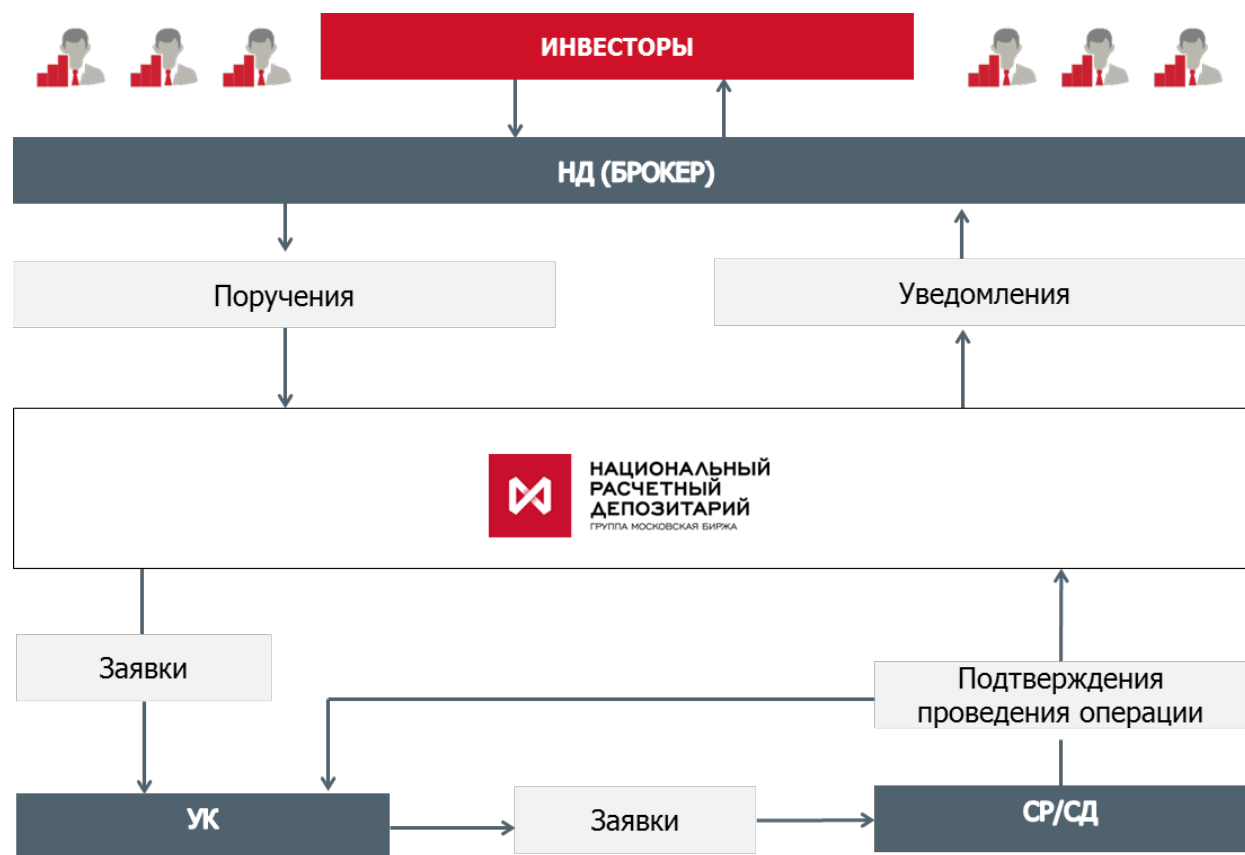 ИНВЕСТОРЫ
НД (БРОКЕР)
Поручения
Уведомления
НАЦИОНАЛЬНЫЙ
РАСЧЕТНЫЙ
ДЕПОЗИТАРИЙ
ГРУППА МОСКОВСКАЯ БИРЖА
Заявки
Подтверждения
проведения операции
УК
Заявки
СР/СД